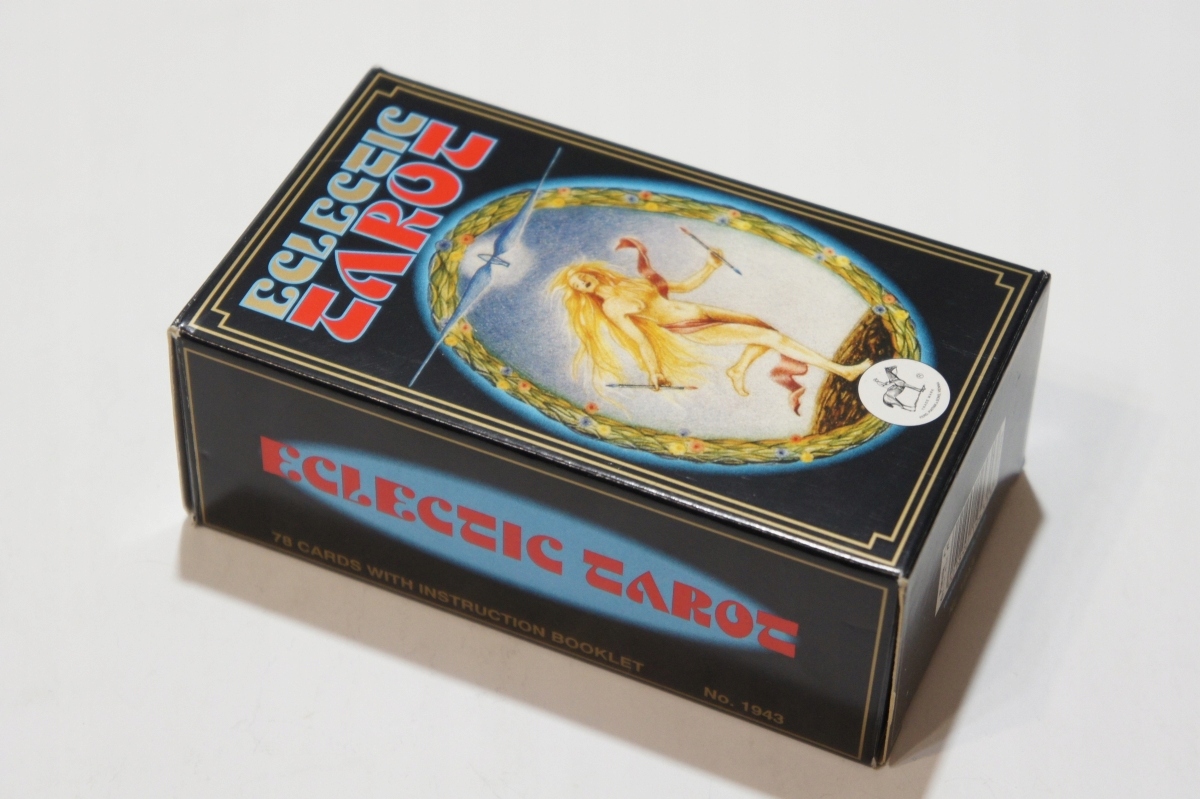 ECLECTIC
TAROT
®
ECLECTIC TAROT
78 CARDS WITH INSTRUCTION BOOKLET
No. 1943